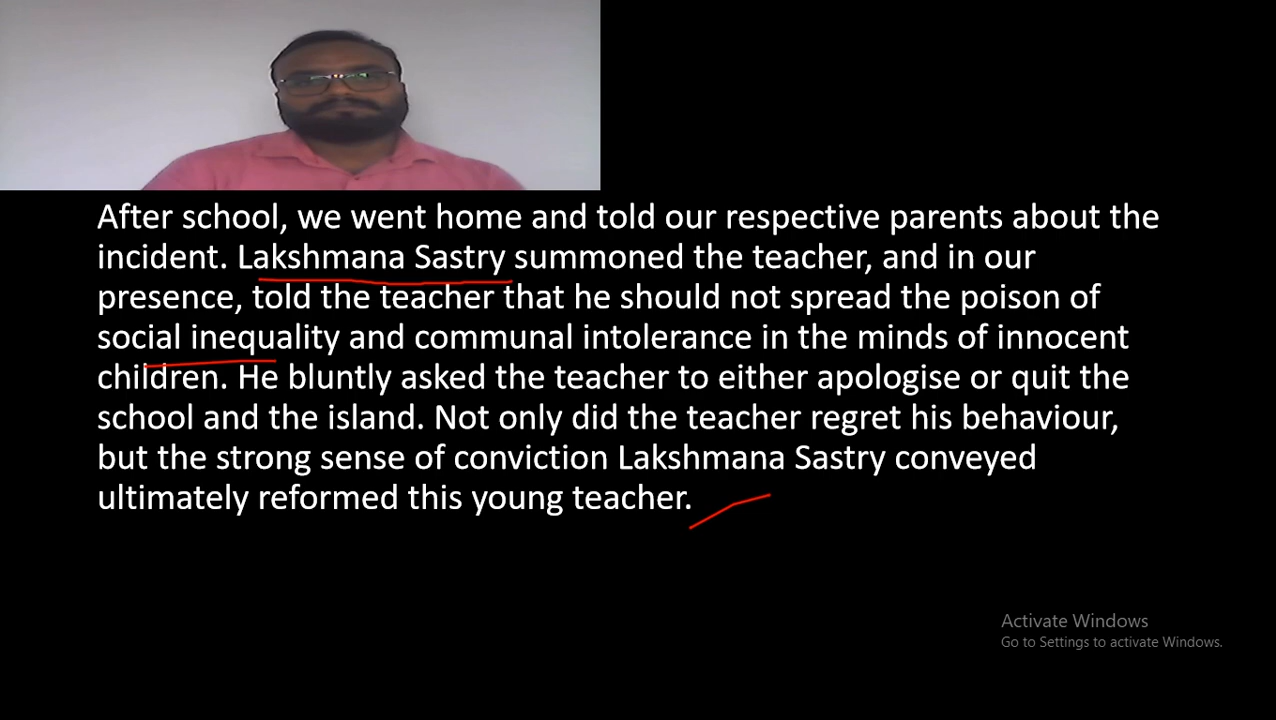 After school, we went home and told our respective parents about the
incident. Lakshmana Sastry summoned the teacher, and in our
presence, told the teacher that he should not spread the poison of
social inequality and communal intolerance in the minds of innocent
children. He bluntly asked the teacher to either apologise or quit the
school and the island. Not only did the teacher regret his behaviour,
but the strong sense of conviction Lakshmana Sastry conveyed
ultimately reformed this young teacher.
Activate Windows
Go to Settings to activate Windows.